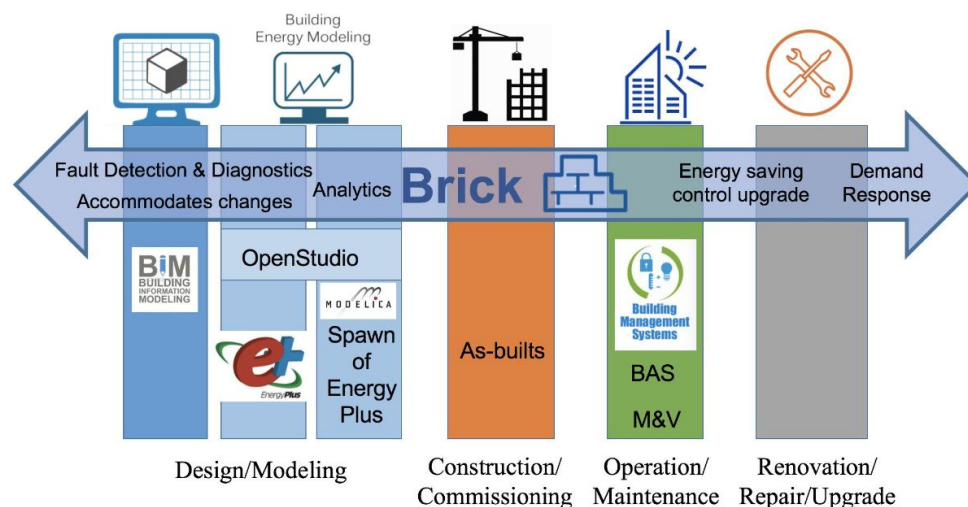 Building
Energy Modeling
Fault Detection & Diagnostics
Accommodates changes
Analytics
Brick
Energy saving
control upgrade
Demand
Response
BiM
BUILDING
INFORMATION
MODELING
OpenStudio
MODELICA
Spawn
of
Energy
Plus
e+
EnergyPlus
As-builts
Building
Management
Systems
BAS
M&V
Design/Modeling
Construction/
Commissioning
Operation/
Maintenance
Renovation/
Repair/Upgrade